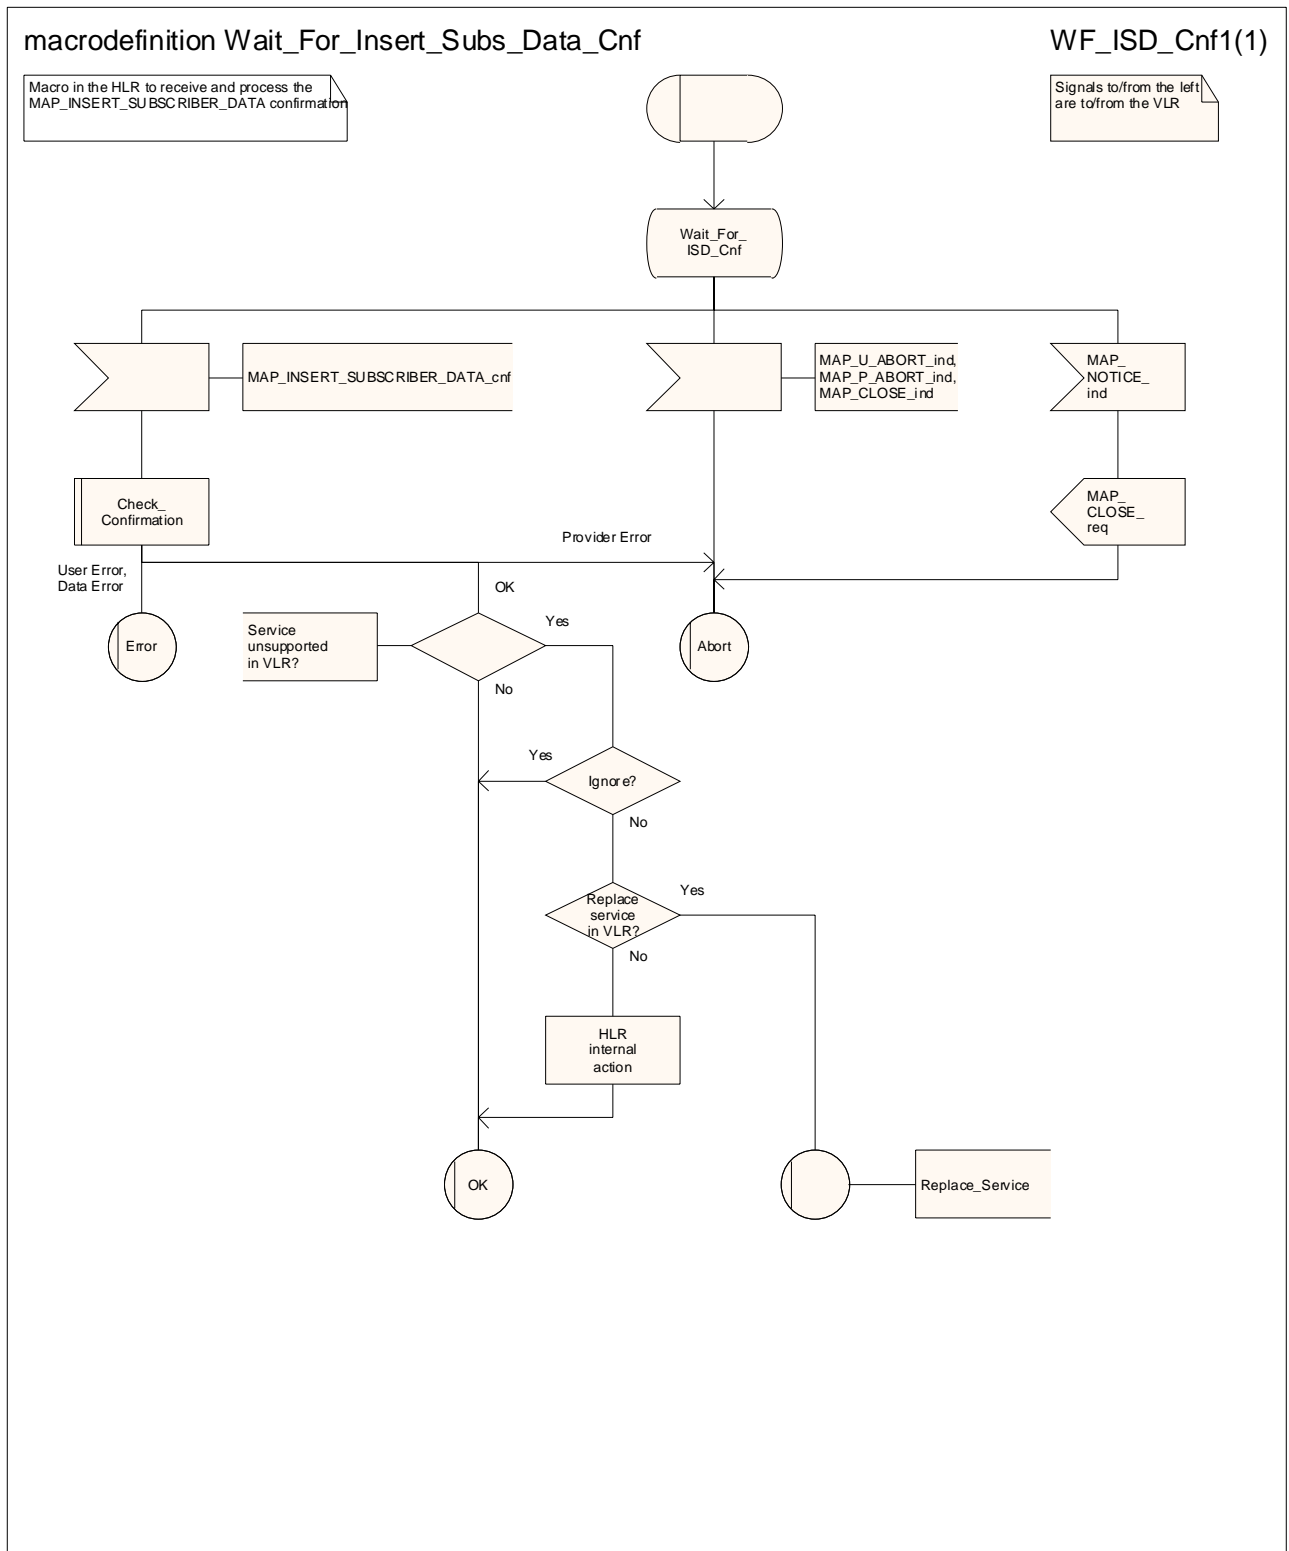 macrodefinition Wait_For_Insert_Subs_Data_Cnf
WF_ISD_Cnf1(1)
Macro in the HLR to receive and process the
MAP_INSERT_SUBSCRIBER_DATA confirmation
Signals to/from the left
are to/from the VLR
Wait_For_
ISD_Cnf
MAP_INSERT_SUBSCRIBER_DATA_cnf
MAP_U_ABORT_ind,
MAP_P_ABORT_ind,
MAP_CLOSE_ind
MAP_
NOTICE_
ind
Check_
Confirmation
MAP_
CLOSE_
req
Provider Error
User Error,
Data Error
OK
Error
Service
unsupported
in VLR?
Yes
Abort
No
Yes
Ignore?
No
Replace
service
in VLR?
Yes
No
HLR
internal
action
OK
Replace_Service